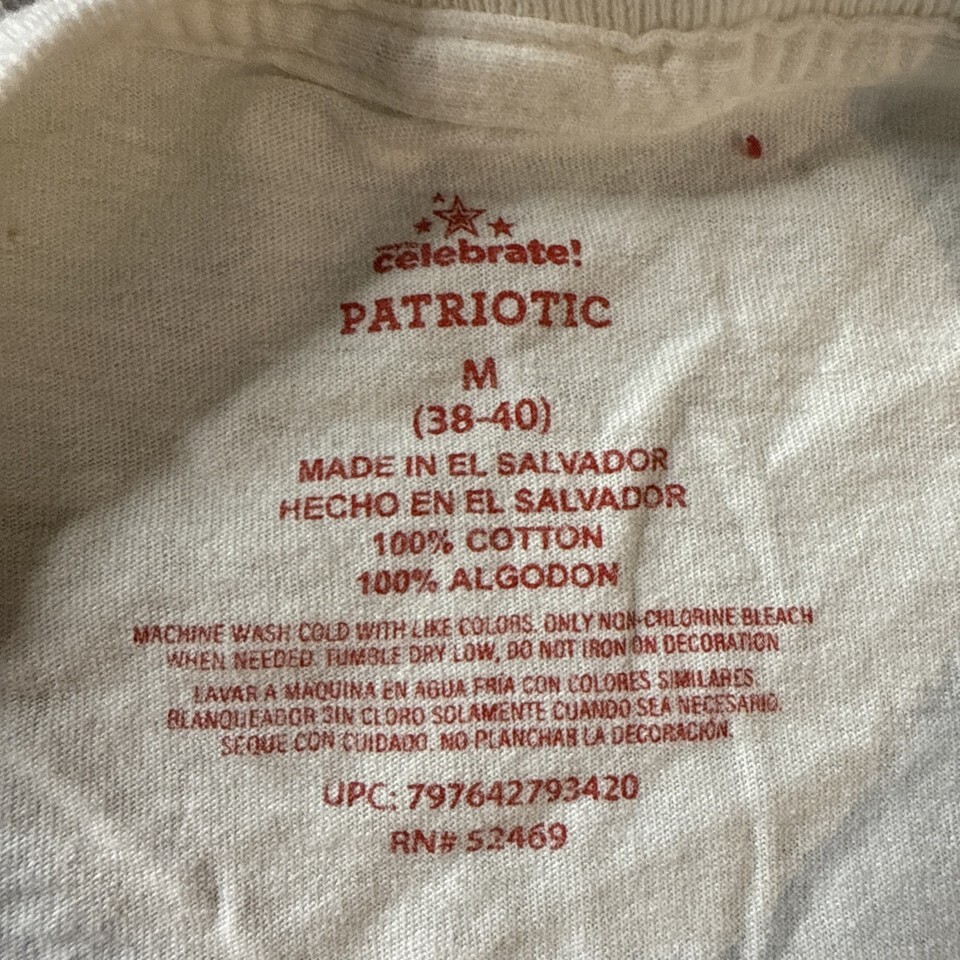 celebrate!
PATRIOTIC
M
(38-40)
MADE IN EL SALVADOR
HECHO EN EL SALVADOR
100% COTTON
100% ALGODON
MACHINE WASH COLD WITH LIKE COLORS. ONLY NON-CHLORINE BLEACH
WHEN NEEDED. TUMBLE DRY LOW, DO NOT IRON ON DECORATION
LAVAR A MAQUINA EN AGUA FRIA CON COLORES SIMILARES.
BLANQUEADOR SIN CLORO SOLAMENTE CUANDO SEA NECESARIO.
SEQUE CON CUIDADO. NO PLANCHAR LA DECORACIÓN.
UPC: 797642793420
RN# 52469